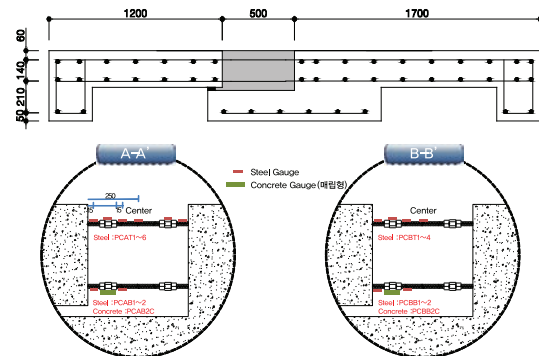 1200 500 1700
60
140
210
50
A-A'
B-B'
Steel Gauge
Concrete Gauge(매립형)
250
Center
Center
Steel :PCAT1~6
Steel :PCBT1~4
Steel :PCAB1~2
Concrete :PCAB2C
Steel :PCBB1~2
Concrete :PCBB2C